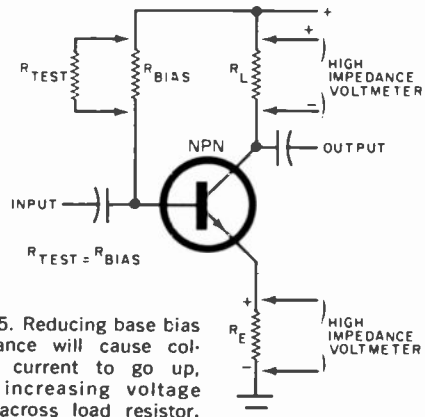 +
+
R TEST
R BIAS
R L
HIGH
IMPEDANCE
VOLTMETER
−
NPN
OUTPUT
INPUT
R TEST = R BIAS
5. Reducing base bias
ance will cause col-
current to go up,
increasing voltage
across load resistor.
+
R E
HIGH
IMPEDANCE
VOLTMETER
−